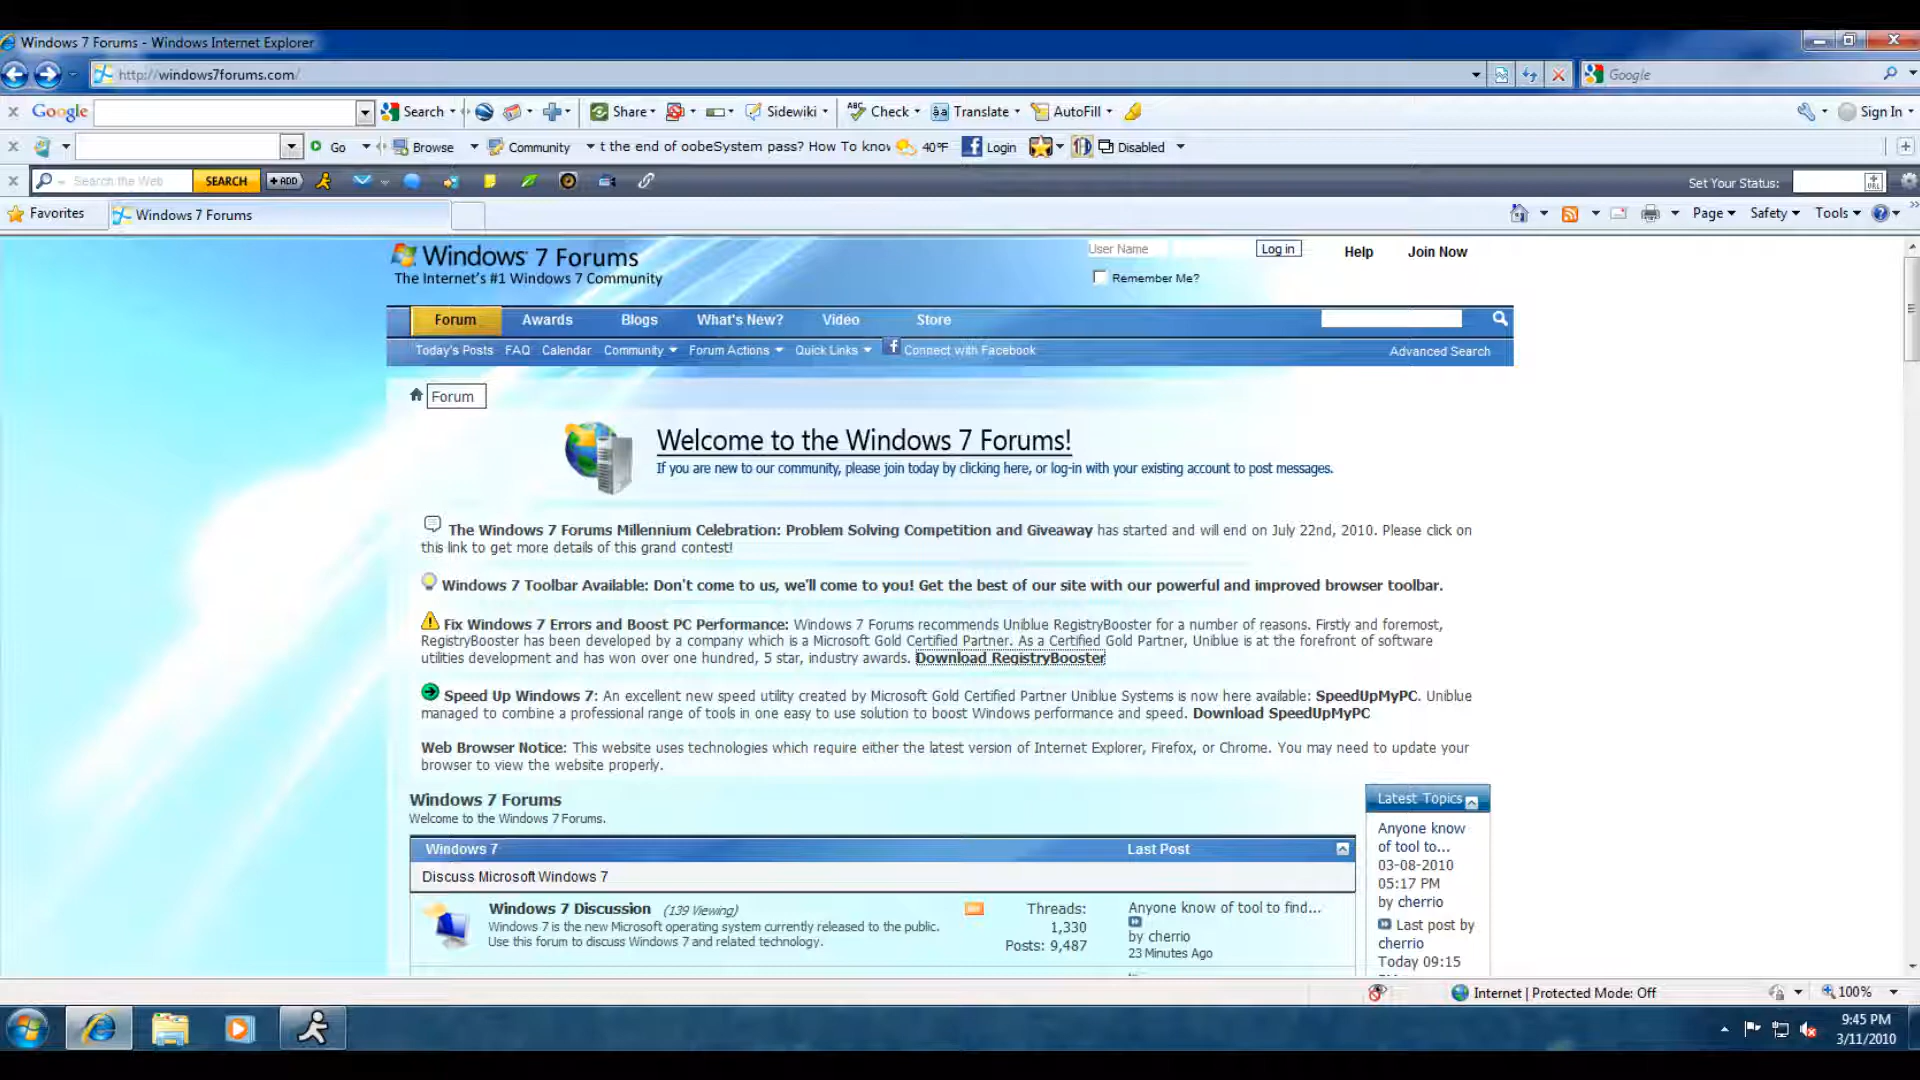 Windows 7 Forums - Windows Internet Explorer
http://windows7forums.com/
Google
Google Search Share Sidewiki Check Translate AutoFill Sign In
Go Browse Community t the end of oobeSystem pass? How To know 40°F Login Disabled
Search the Web SEARCH +ADD Set Your Status: URL
Favorites Windows 7 Forums Page Safety Tools
Windows 7 Forums
The Internet's #1 Windows 7 Community
User Name Log in Help Join Now
Remember Me?
Forum Awards Blogs What's New? Video Store
Today's Posts FAQ Calendar Community Forum Actions Quick Links Connect with Facebook Advanced Search
Forum
Welcome to the Windows 7 Forums!
If you are new to our community, please join today by clicking here, or log-in with your existing account to post messages.
The Windows 7 Forums Millennium Celebration: Problem Solving Competition and Giveaway has started and will end on July 22nd, 2010. Please click on
this link to get more details of this grand contest!
Windows 7 Toolbar Available: Don't come to us, we'll come to you! Get the best of our site with our powerful and improved browser toolbar.
Fix Windows 7 Errors and Boost PC Performance: Windows 7 Forums recommends Uniblue RegistryBooster for a number of reasons. Firstly and foremost,
RegistryBooster has been developed by a company which is a Microsoft Gold Certified Partner. As a Certified Gold Partner, Uniblue is at the forefront of software
utilities development and has won over one hundred, 5 star, industry awards. Download RegistryBooster
Speed Up Windows 7: An excellent new speed utility created by Microsoft Gold Certified Partner Uniblue Systems is now here available: SpeedUpMyPC. Uniblue
managed to combine a professional range of tools in one easy to use solution to boost Windows performance and speed. Download SpeedUpMyPC
Web Browser Notice: This website uses technologies which require either the latest version of Internet Explorer, Firefox, or Chrome. You may need to update your
browser to view the website properly.
Windows 7 Forums
Welcome to the Windows 7 Forums.
Windows 7 Last Post
Discuss Microsoft Windows 7
Windows 7 Discussion (139 Viewing)
Windows 7 is the new Microsoft operating system currently released to the public.
Use this forum to discuss Windows 7 and related technology.
Threads:
1,330
Posts: 9,487
Anyone know of tool to find...
by cherrio
23 Minutes Ago
Latest Topics
Anyone know
of tool to...
03-08-2010
05:17 PM
by cherrio
Last post by
cherrio
Today 09:15
Internet | Protected Mode: Off 100%
9:45 PM
3/11/2010